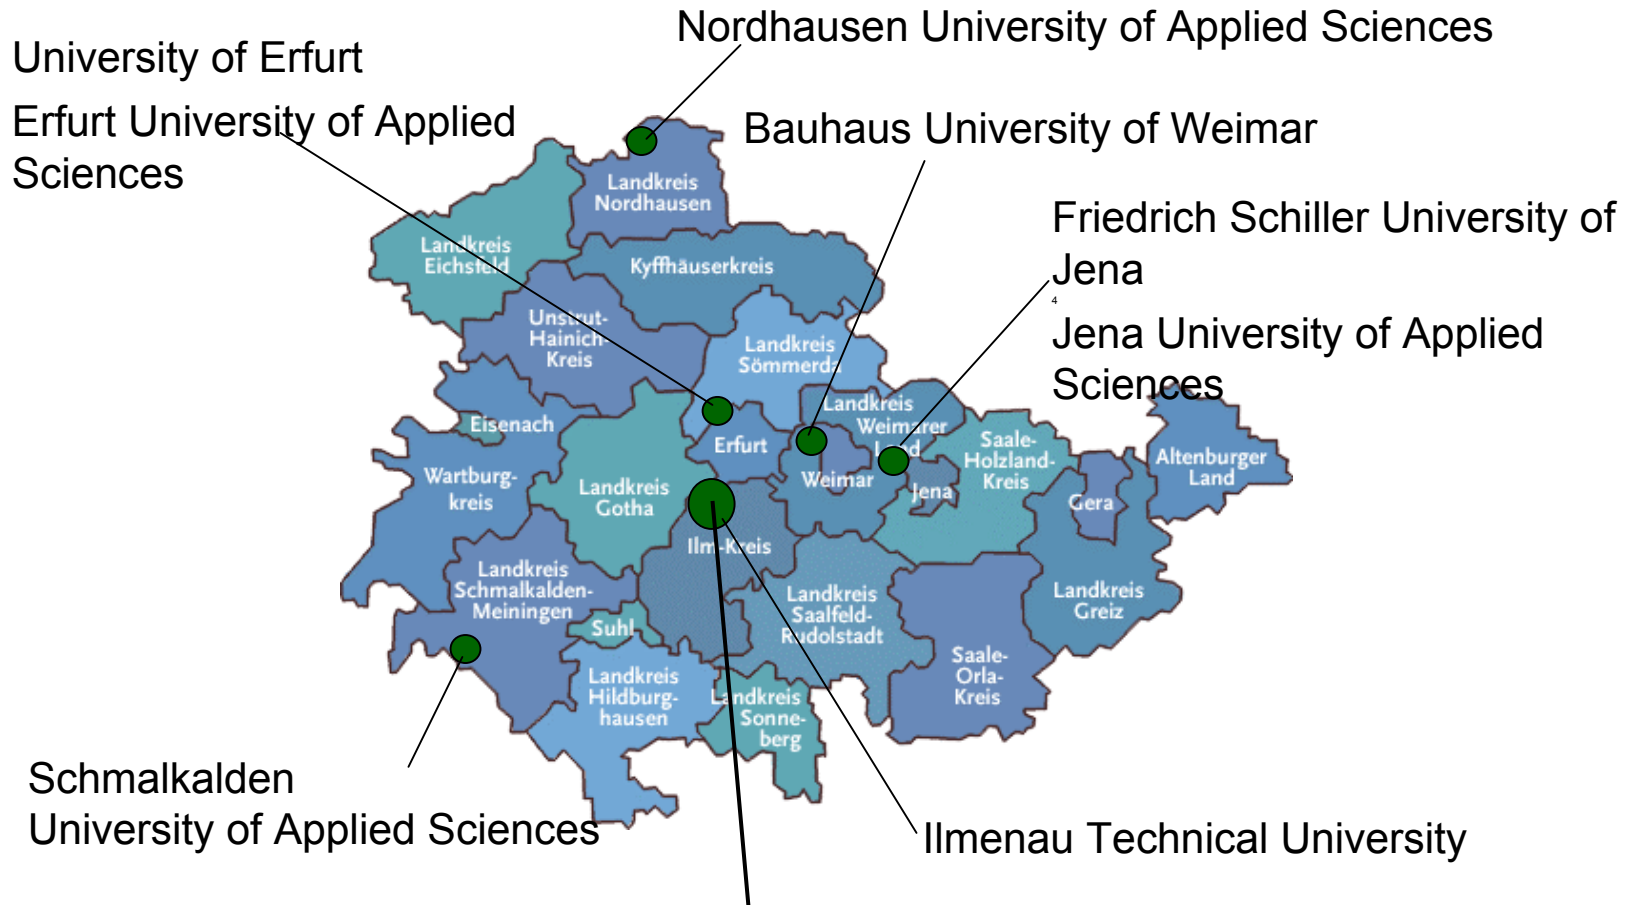 Nordhausen University of Applied Sciences
University of Erfurt
Erfurt University of Applied
Sciences
Bauhaus University of Weimar
Friedrich Schiller University of
Jena
4
Jena University of Applied
Sciences
Landkreis
Nordhausen
Landkreis
Eichsfeld
Kyffhäuserkreis
Unstrut-
Hainich-
Kreis
Landkreis
Sömmerda
Eisenach
Landkreis
Weimarer
Land
Erfurt
Weimar
Jena
Saale-
Holzland-
Kreis
Gera
Altenburger
Land
Wartburg-
kreis
Landkreis
Gotha
Ilm-Kreis
Landkreis
Schmalkalden-
Meiningen
Suhl
Landkreis
Saalfeld-
Rudolstadt
Landkreis
Greiz
Saale-
Orla-
Kreis
Landkreis
Hildburg-
hausen
Landkreis
Sonne-
berg
Schmalkalden
University of Applied Sciences
Ilmenau Technical University